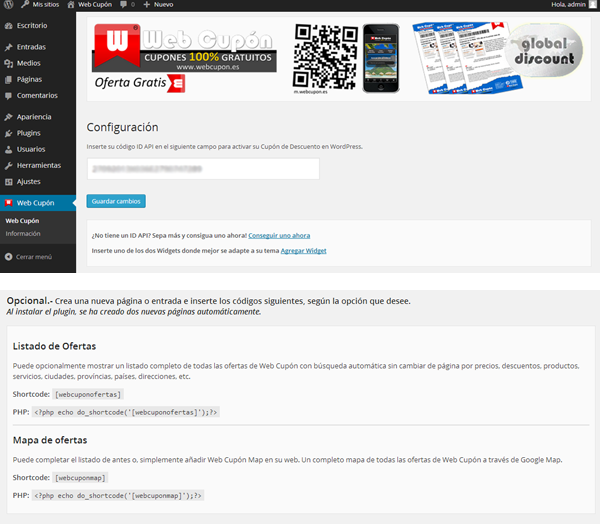 Mis sitios Web Cupón 0 Nuevo Hola, admin
Escritorio
Entradas
Medios
Páginas
Comentarios
Apariencia
Plugins
Usuarios
Herramientas
Ajustes
Web Cupón
Web Cupón
Información
Cerrar menú
W Web Cupón
CUPONES 100% GRATUITOS
www.webcupon.es
Oferta Gratis
m.webcupon.es
global
discount
Configuración
Inserte su código ID API en el siguiente campo para activar su Cupón de Descuento en WordPress.
Guardar cambios
¿No tiene un ID API? Sepa más y consiga uno ahora! Conseguir uno ahora
Inserte uno de los dos Widgets donde mejor se adapte a su tema Agregar Widget
Opcional.- Crea una nueva página o entrada e inserte los códigos siguientes, según la opción que desee.
Al instalar el plugin, se ha creado dos nuevas páginas automáticamente.
Listado de Ofertas
Puede opcionalmente mostrar un listado completo de todas las ofertas de Web Cupón con búsqueda automática sin cambiar de página por precios, descuentos, productos,
servicios, ciudades, provincias, países, direcciones, etc.
Shortcode: [webcuponofertas]
PHP: <?php echo do_shortcode('[webcuponofertas]');?>
Mapa de ofertas
Puede completar el listado de antes o, simplemente añadir Web Cupón Map en su web. Un completo mapa de todas las ofertas de Web Cupón a través de Google Map.
Shortcode: [webcuponmap]
PHP: <?php echo do_shortcode('[webcuponmap]');?>